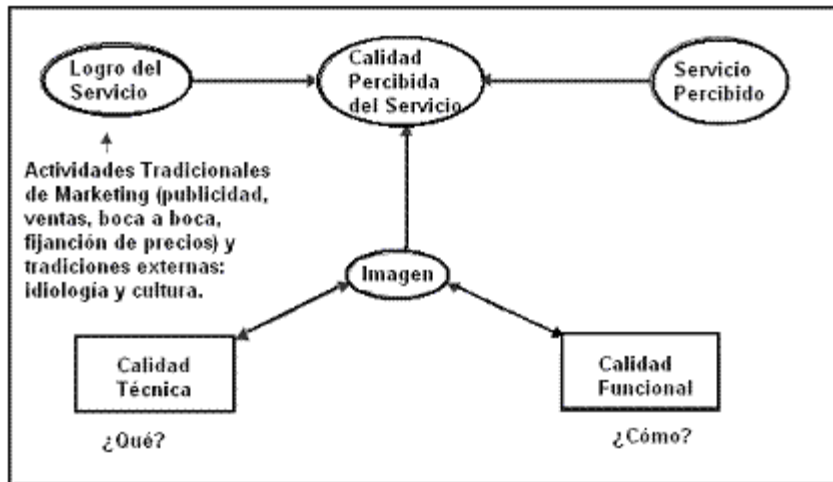 Logro del
Servicio
Calidad
Percibida
del Servicio
Servicio
Percibido
Actividades Tradicionales
de Marketing (publicidad,
ventas, boca a boca,
fijanción de precios) y
tradiciones externas:
idiología y cultura.
Imagen
Calidad
Técnica
Calidad
Funcional
¿Qué?
¿Cómo?